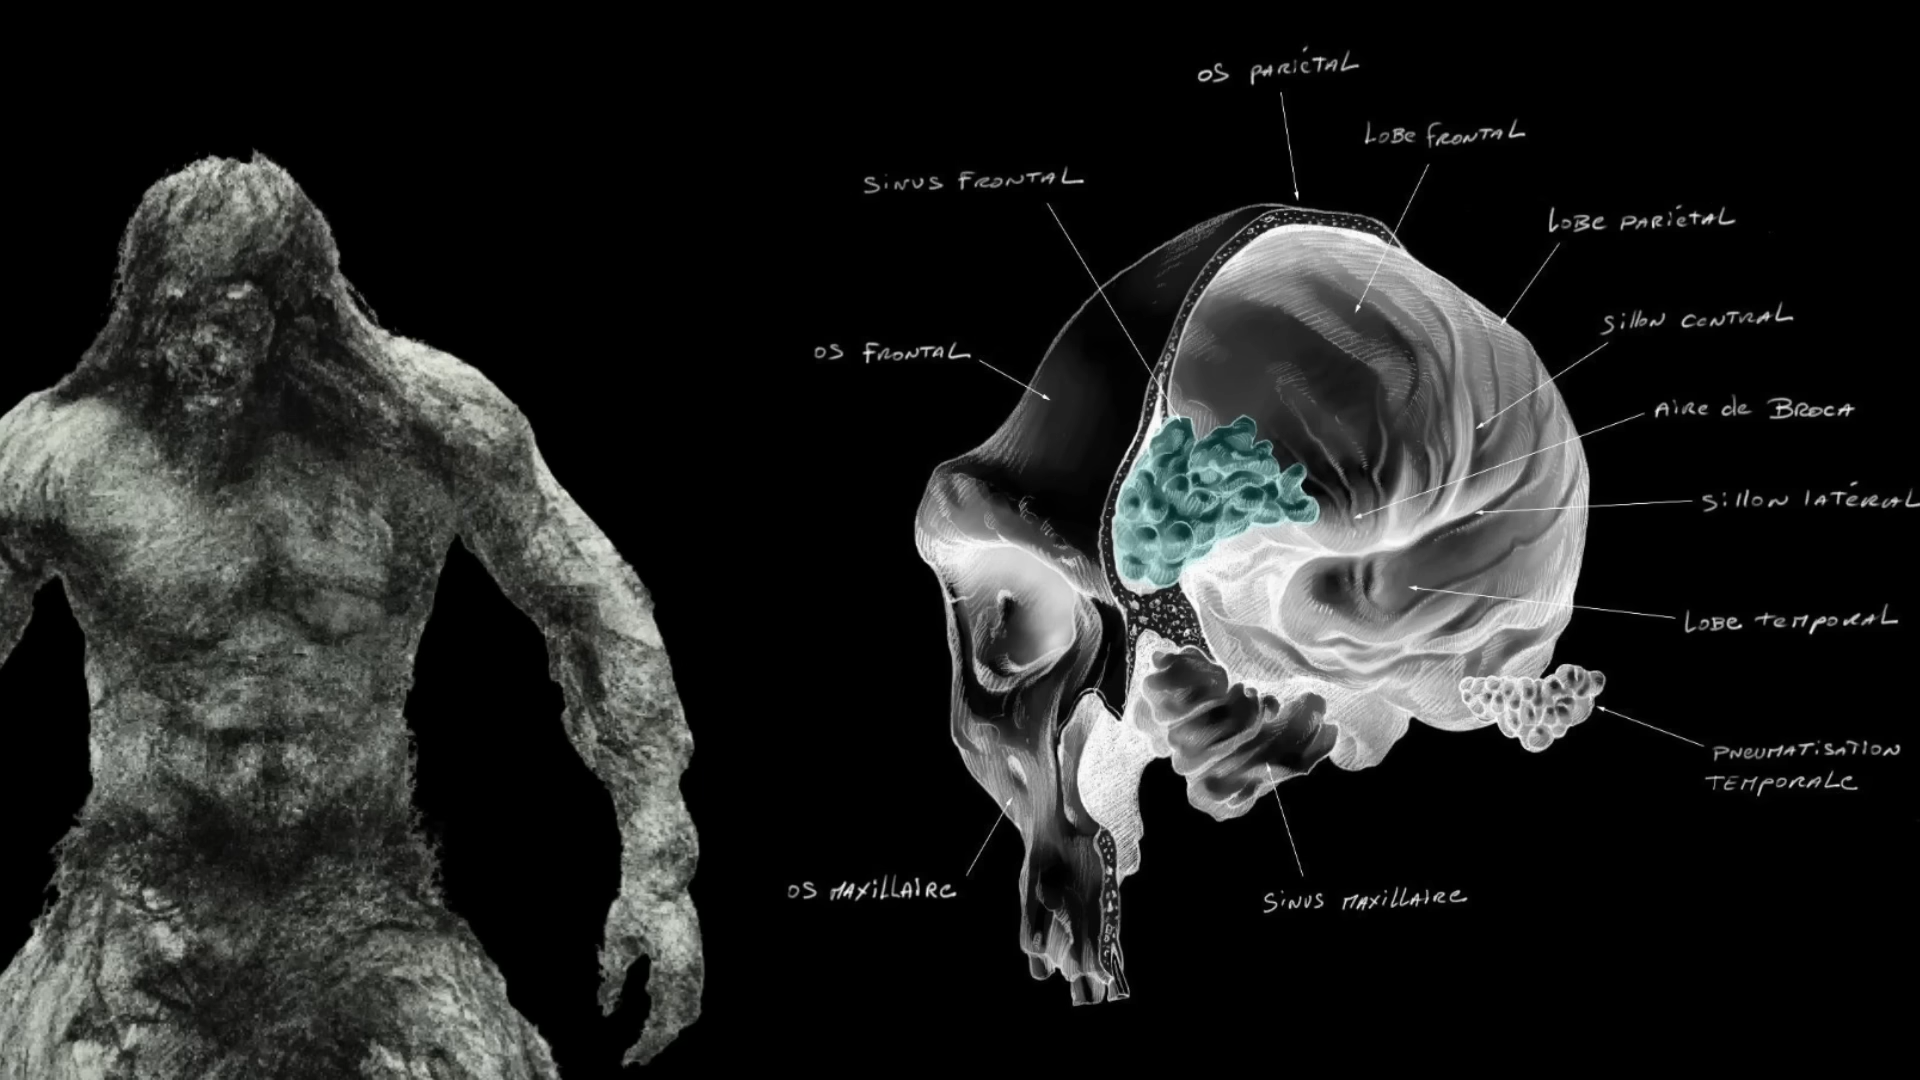 OS PARIÉTAL
LOBE FRONTAL
SINUS FRONTAL
LOBE PARIÉTAL
SILLON CENTRAL
OS FRONTAL
AIRE de BROCA
SILLON LATÉRAL
LOBE TEMPORAL
PNEUMATISATION
TEMPORALE
OS MAXILLAIRE
SINUS MAXILLAIRE